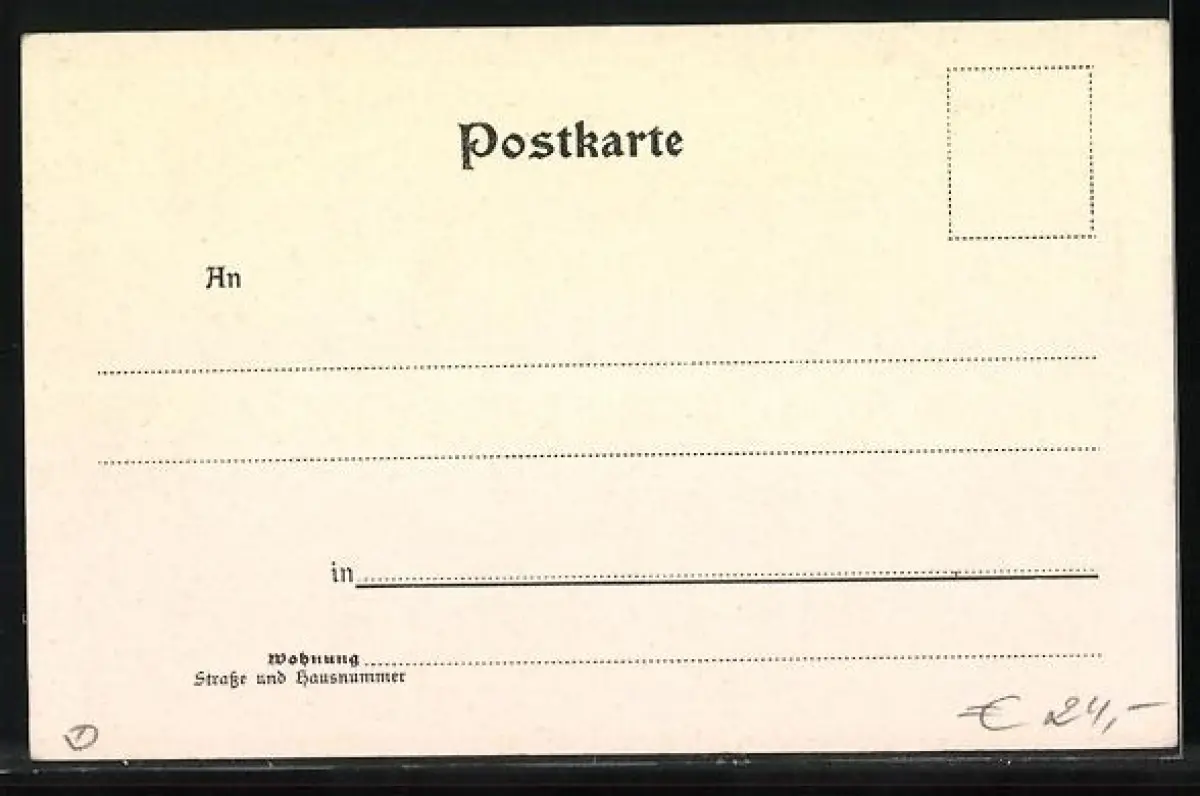 Postkarte
An
in
Wohnung
Straße und Hausnummer
€ 24,-